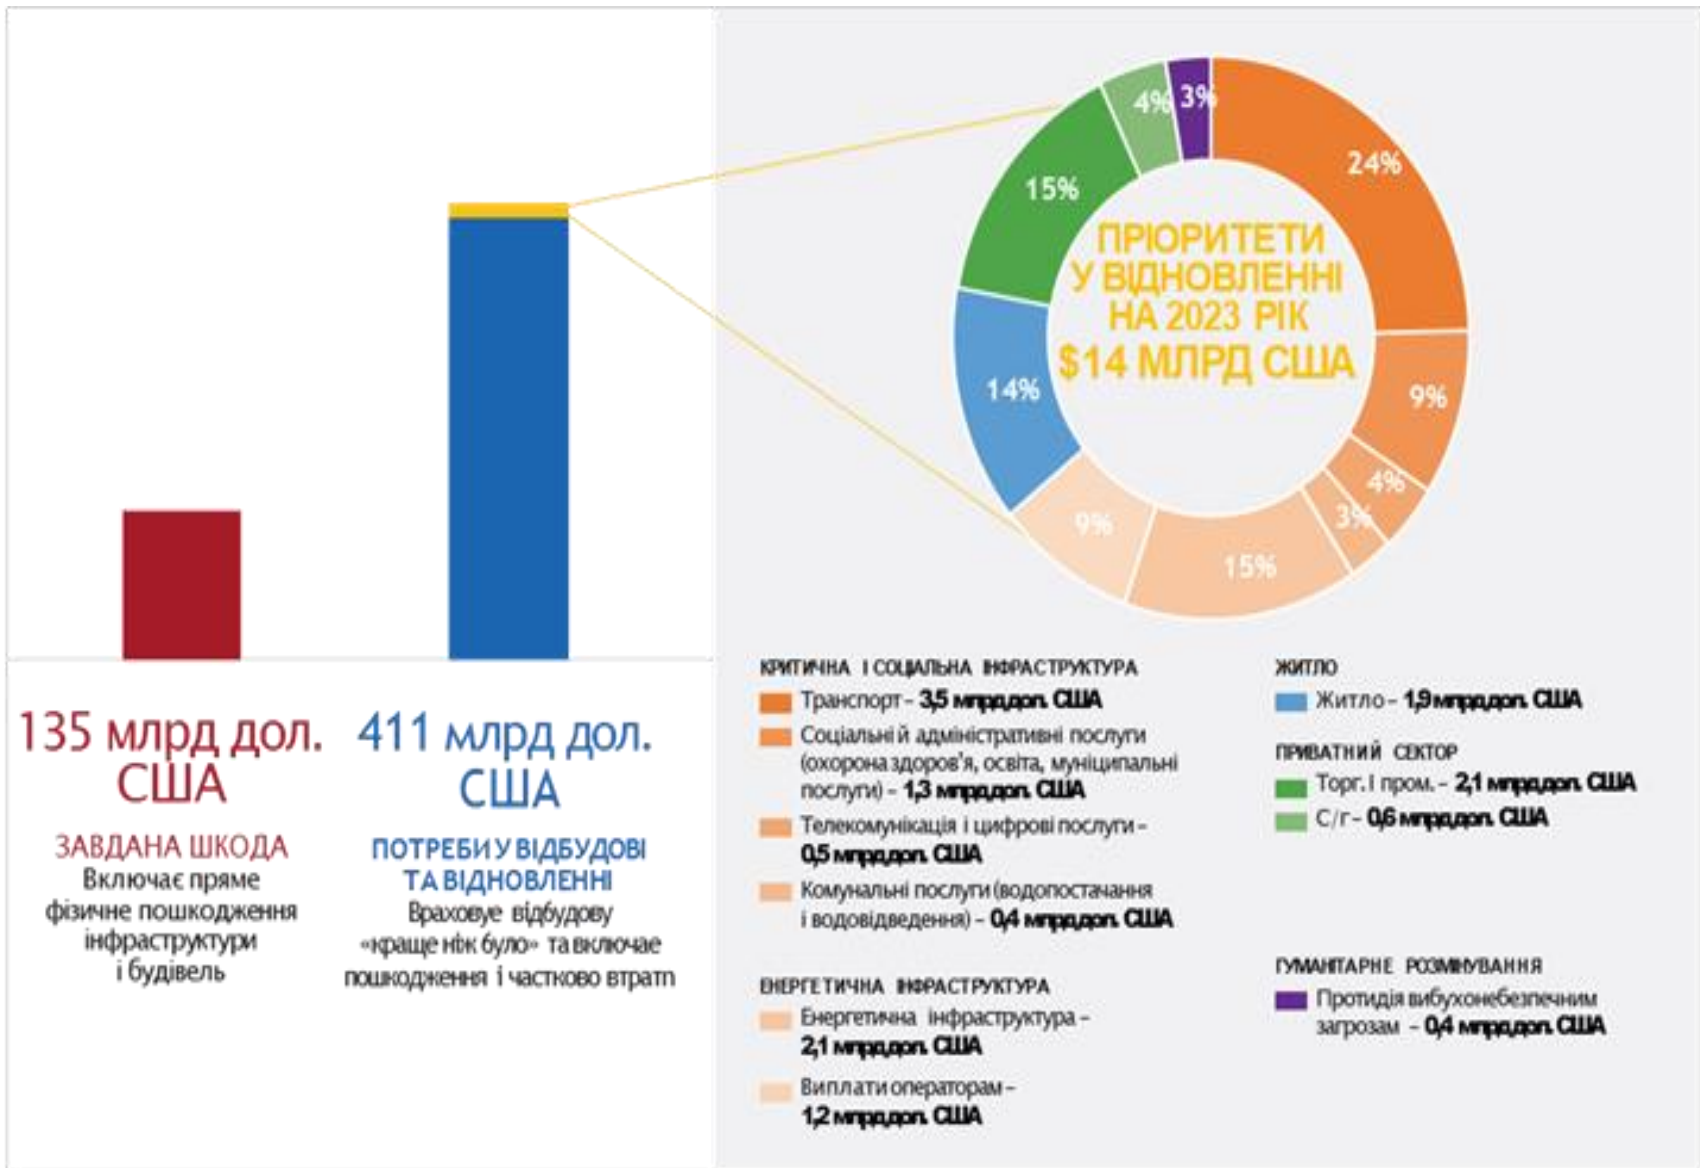 135 млрд дол.
США
ЗАВДАНА ШКОДА
Включає пряме
фізичне пошкодження
інфраструктури
і будівель
411 млрд дол.
США
ПОТРЕБИ У ВІДБУДОВІ
ТА ВІДНОВЛЕННІ
Враховує відбудову
«краще ніж було» та включає
пошкодження і частково втрати
ПРІОРИТЕТИ
У ВІДНОВЛЕННІ
НА 2023 РІК
$14 МЛРД США
24%
9%
4%
3%
15%
9%
14%
15%
4%
3%
КРИТИЧНА І СОЦІАЛЬНА ІНФРАСТРУКТУРА
Транспорт – 3,5 млрд дол. США
Соціальні й адміністративні послуги
(охорона здоров'я, освіта, муніципальні
послуги) – 1,3 млрд дол. США
Телекомунікація і цифрові послуги –
0,5 млрд дол. США
Комунальні послуги (водопостачання
і водовідведення) – 0,4 млрд дол. США
ЕНЕРГЕТИЧНА ІНФРАСТРУКТУРА
Енергетична інфраструктура –
2,1 млрд дол. США
Виплати операторам –
1,2 млрд дол. США
ЖИТЛО
Житло – 1,9 млрд дол. США
ПРИВАТНИЙ СЕКТОР
Торг. І пром. – 2,1 млрд дол. США
С/г – 0,6 млрд дол. США
ГУМАНІТАРНЕ РОЗМІНУВАННЯ
Протидія вибухонебезпечним
загрозам – 0,4 млрд дол. США